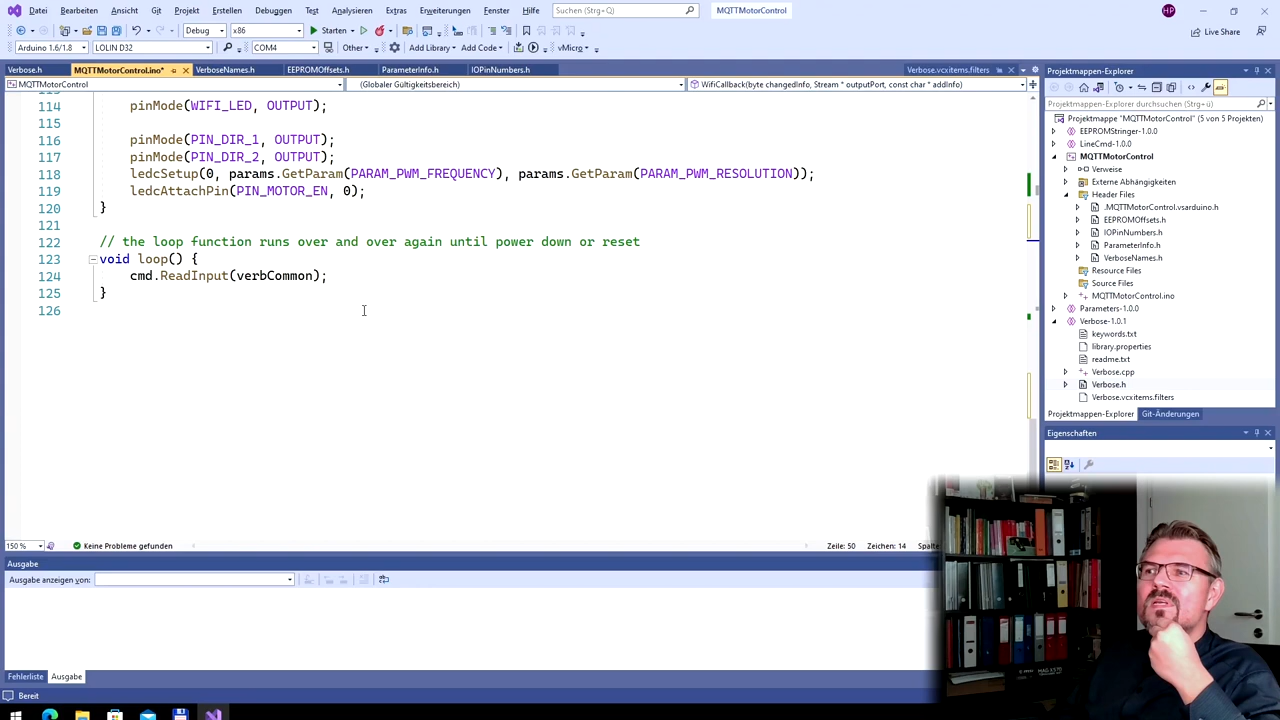 Datei Bearbeiten Ansicht Git Projekt Erstellen Debuggen Test Analysieren Extras Erweiterungen Fenster Hilfe Suchen (Strg+Q) MQTTMotorControl HP
Debug x86 Starten Live Share
Arduino 1.6/1.8 LOLIN D32 COM4 Other Add Library Add Code vMicro
Verbose.h MQTTMotorControl.ino* VerboseNames.h EEPROMOffsets.h ParameterInfo.h IOPinNumbers.h Verbose.vcxitems.filters
MQTTMotorControl (Globaler Gültigkeitsbereich) WifiCallback(byte changedInfo, Stream * outputPort, const char * addInfo)
114 pinMode(WIFI_LED, OUTPUT);
115
116 pinMode(PIN_DIR_1, OUTPUT);
117 pinMode(PIN_DIR_2, OUTPUT);
118 ledcSetup(0, params.GetParam(PARAM_PWM_FREQUENCY), params.GetParam(PARAM_PWM_RESOLUTION));
119 ledcAttachPin(PIN_MOTOR_EN, 0);
120 }
121
122 // the loop function runs over and over again until power down or reset
123 void loop() {
124 cmd.ReadInput(verbCommon);
125 }
126
150 % Keine Probleme gefunden Zeile: 50 Zeichen: 14 Spalte
Ausgabe
Ausgabe anzeigen von:
Fehlerliste Ausgabe
Bereit
Projektmappen-Explorer
Projektmappen-Explorer durchsuchen (Strg+ü)
Projektmappe "MQTTMotorControl" (5 von 5 Projekten)
EEPROMStringer-1.0.0
LineCmd-1.0.0
MQTTMotorControl
Verweise
Externe Abhängigkeiten
Header Files
.MQTTMotorControl.vsarduino.h
EEPROMOffsets.h
IOPinNumbers.h
ParameterInfo.h
VerboseNames.h
Resource Files
Source Files
MQTTMotorControl.ino
Parameters-1.0.0
Verbose-1.0.1
keywords.txt
library.properties
readme.txt
Verbose.cpp
Verbose.h
Verbose.vcxitems.filters
Projektmappen-Explorer Git-Änderungen
Eigenschaften